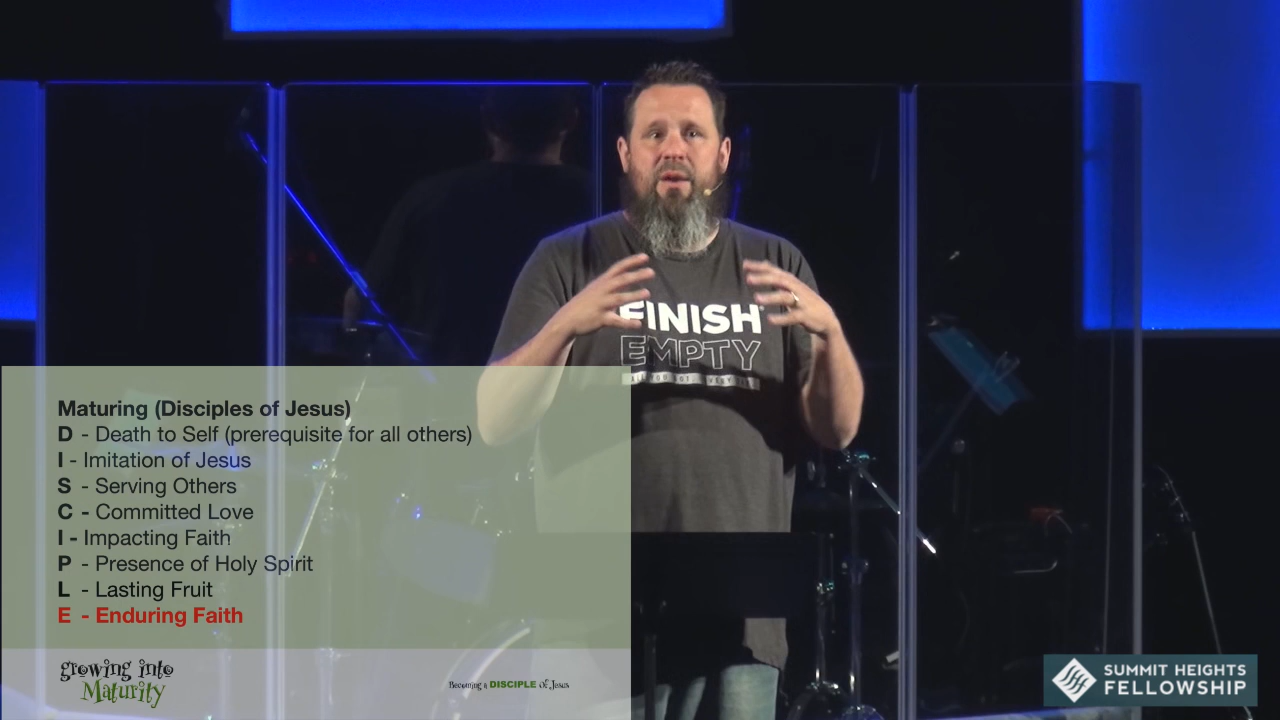 FINISH
EMPTY
Maturing (Disciples of Jesus)
D - Death to Self (prerequisite for all others)
I - Imitation of Jesus
S - Serving Others
C - Committed Love
I - Impacting Faith
P - Presence of Holy Spirit
L - Lasting Fruit
E - Enduring Faith
growing into
Maturity
Becoming a DISCIPLE of Jesus
SUMMIT HEIGHTS
FELLOWSHIP